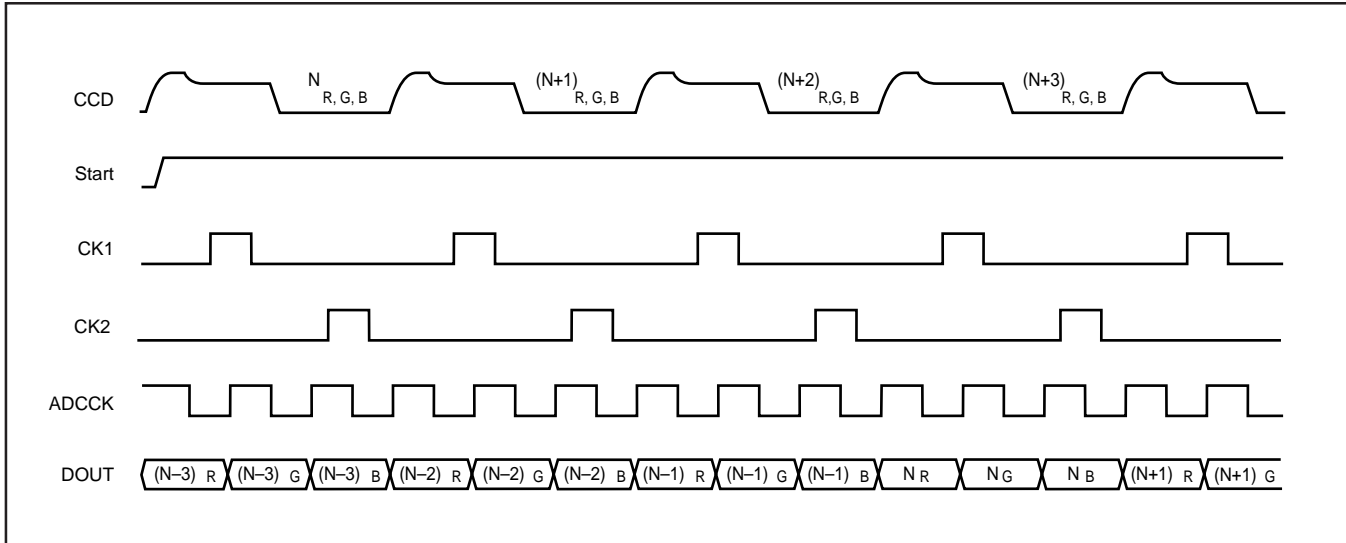 CCD N R, G, B (N+1) R, G, B (N+2) R,G, B (N+3) R, G, B
Start
CK1
CK2
ADCCK
DOUT (N–3) R (N–3) G (N–3) B (N–2) R (N–2) G (N–2) B (N–1) R (N–1) G (N–1) B N R N G N B (N+1) R (N+1) G